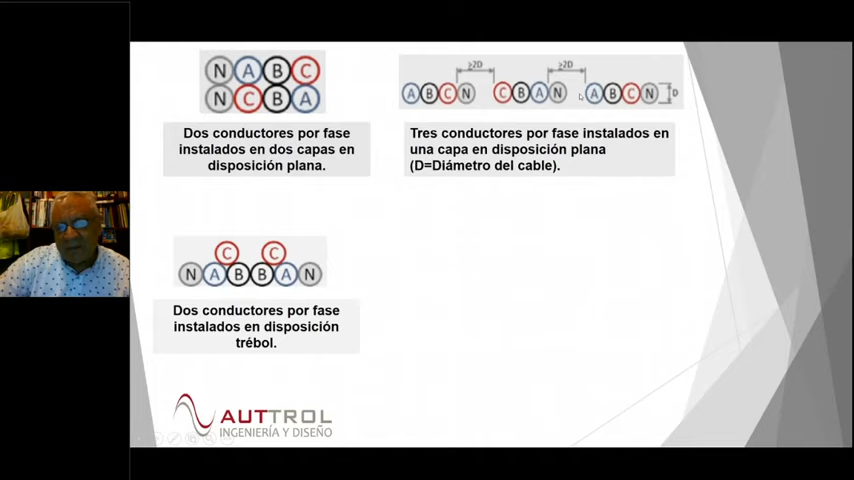 N A B C
N C B A
Dos conductores por fase
instalados en dos capas en
disposición plana.
≥2D ≥2D
A B C N C B A N A B C N D
Tres conductores por fase instalados en
una capa en disposición plana
(D=Diámetro del cable).
C C
N A B B A N
Dos conductores por fase
instalados en disposición
trébol.
AUTTROL
INGENIERÍA Y DISEÑO